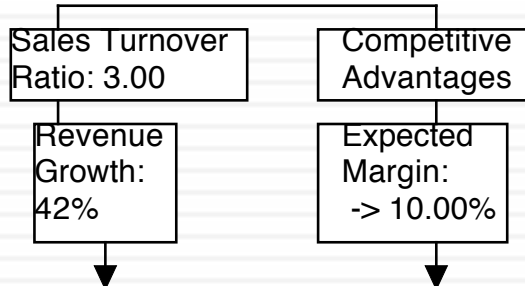 Sales Turnover
Ratio: 3.00
Competitive
Advantages
Revenue
Growth:
42%
Expected
Margin:
-> 10.00%